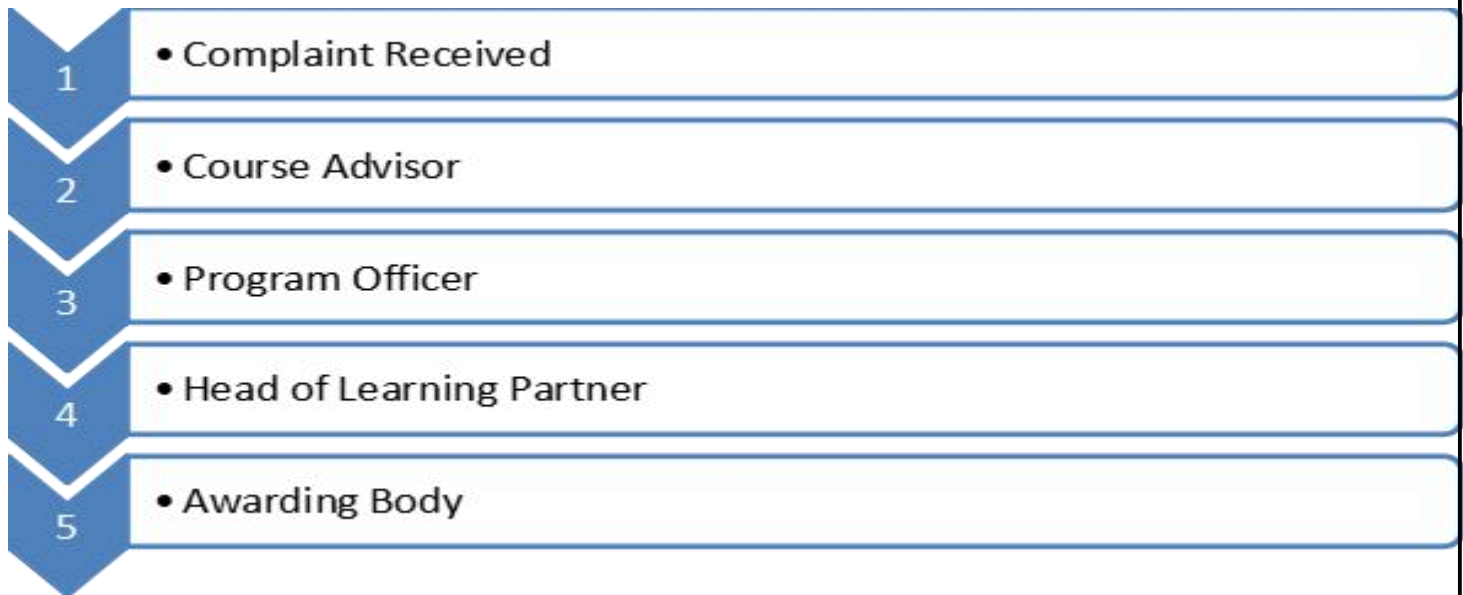 1
• Complaint Received
2
• Course Advisor
3
• Program Officer
4
• Head of Learning Partner
5
• Awarding Body